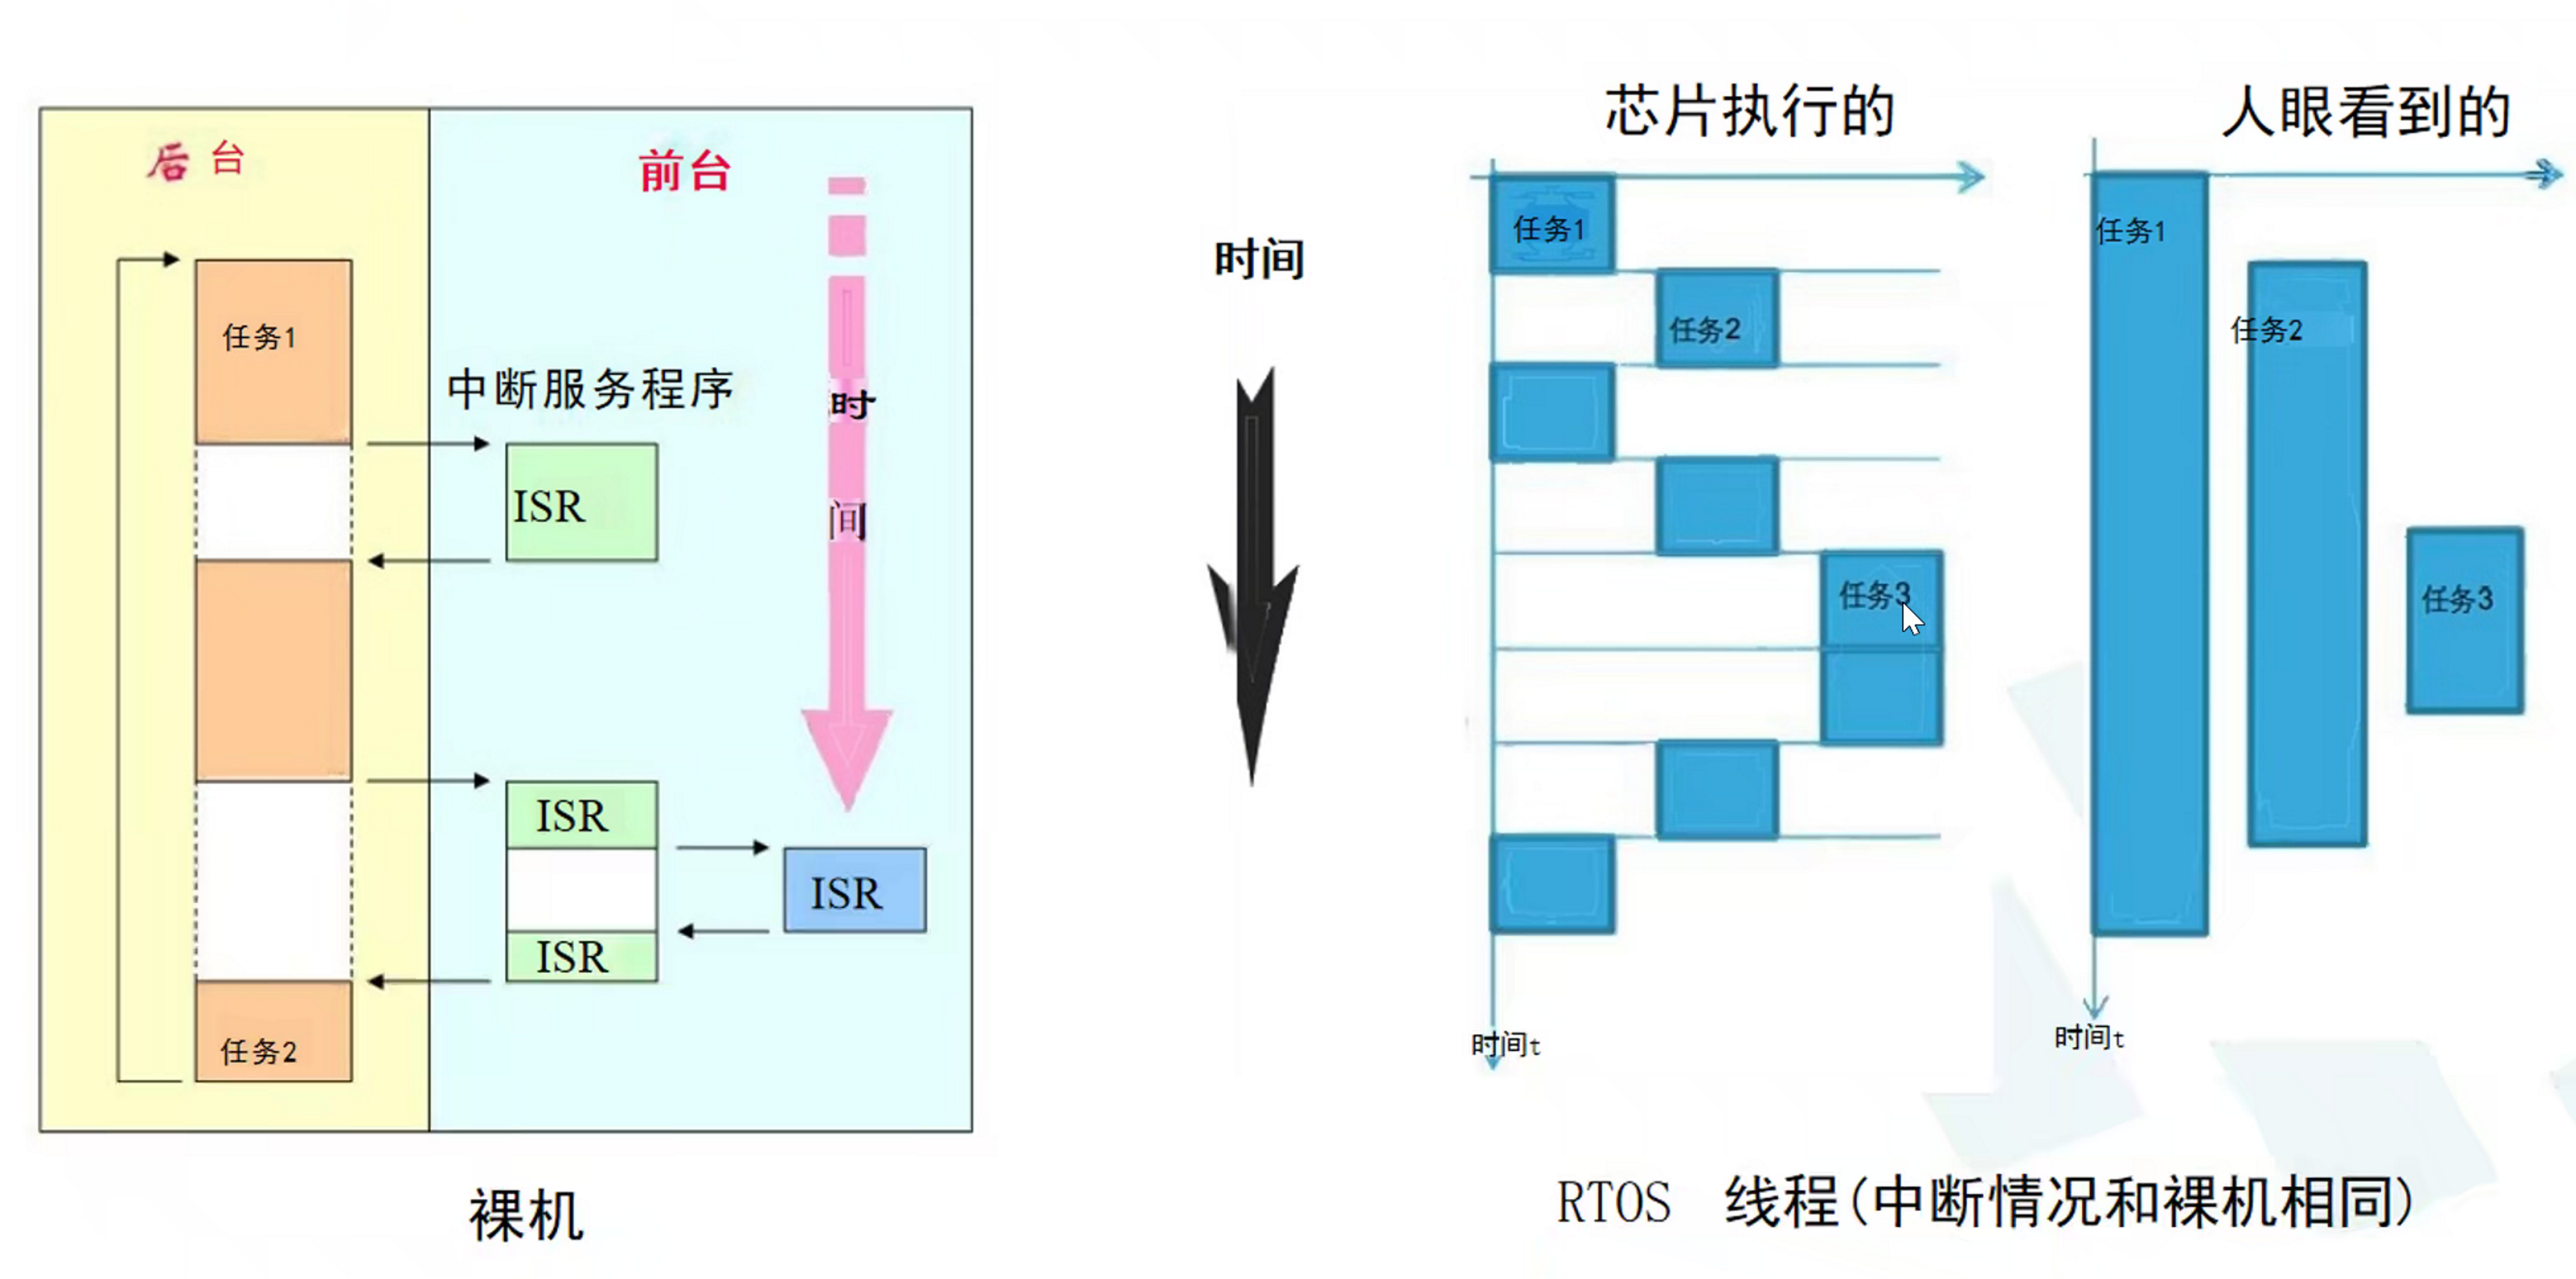 后台
前台
任务1
中断服务程序
时
间
ISR
ISR
ISR
ISR
任务2
裸机
时间
芯片执行的
任务1
任务2
任务3
时间t
人眼看到的
任务1
任务2
任务3
时间t
RTOS 线程(中断情况和裸机相同)